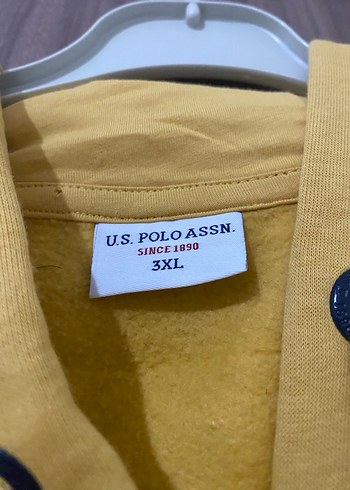 U.S. POLO ASSN.
SINCE 1890
3XL